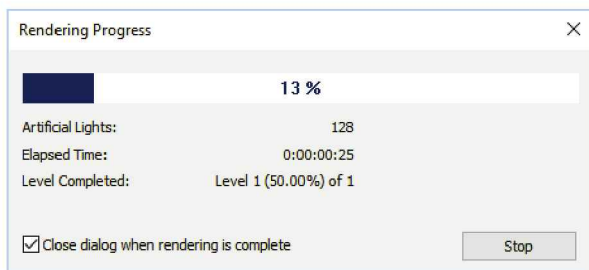 Rendering Progress
13 %
Artificial Lights: 128
Elapsed Time: 0:00:00:25
Level Completed: Level 1 (50.00%) of 1
Close dialog when rendering is complete Stop